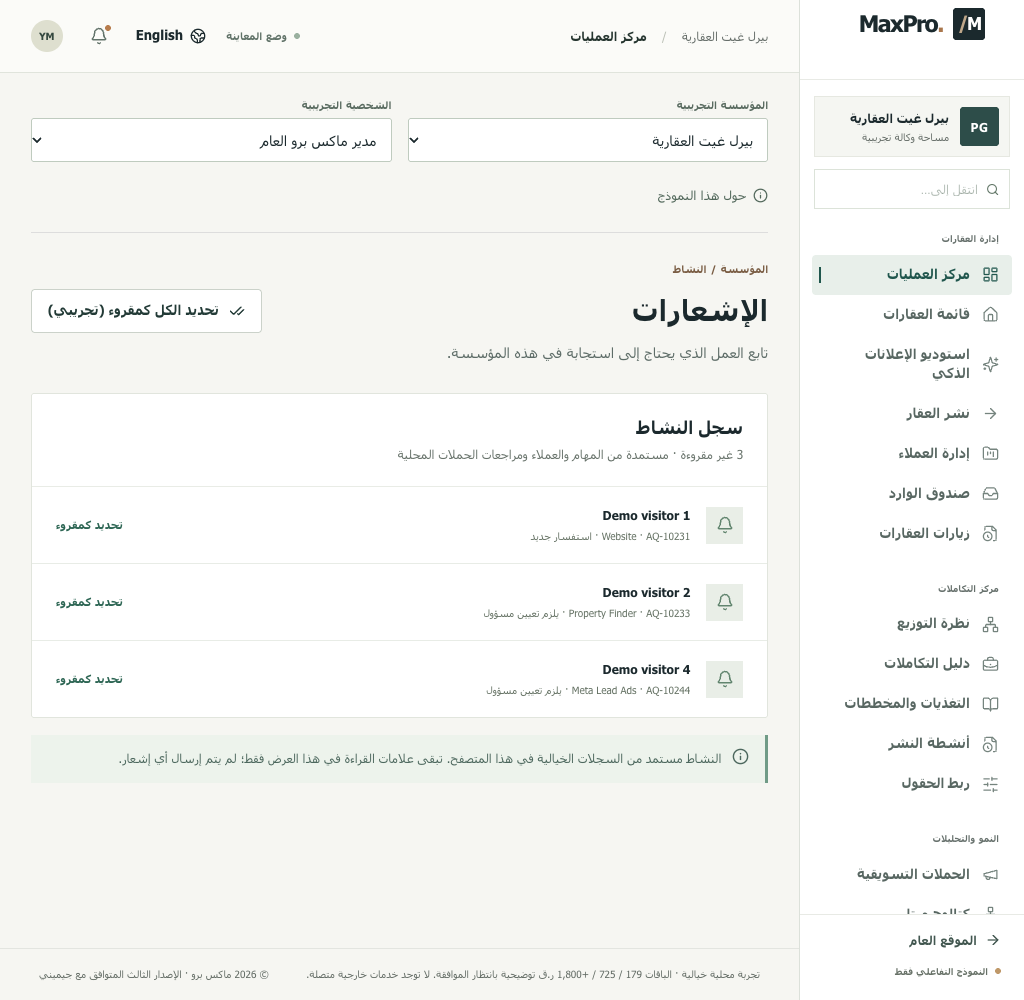 MaxPro. /M
PG بيرل غيت العقارية
مساحة وكالة تجريبية
انتقل إلى...
إدارة العقارات
مركز العمليات
قائمة العقارات
استوديو الإعلانات
الذكي
نشر العقار
إدارة العملاء
صندوق الوارد
زيارات العقارات
مركز التكاملات
نظرة التوزيع
دليل التكاملات
التغذيات والمخططات
أنشطة النشر
ربط الحقول
النمو والتحليلات
الحملات التسويقية
الموقع العام
النموذج التفاعلي فقط
بيرل غيت العقارية / مركز العمليات
وضع المعاينة
English
YM
المؤسسة التجريبية
بيرل غيت العقارية
الشخصية التجريبية
مدير ماكس برو العام
حول هذا النموذج
المؤسسة / النشاط
الإشعارات
تحديد الكل كمقروء (تجريبي)
تابع العمل الذي يحتاج إلى استجابة في هذه المؤسسة.
سجل النشاط
3 غير مقروءة · مستمدة من المهام والعملاء ومراجعات الحملات المحلية
Demo visitor 1
استفسار جديد · Website · AQ-10231
تحديد كمقروء
Demo visitor 2
يلزم تعيين مسؤول · Property Finder · AQ-10233
تحديد كمقروء
Demo visitor 4
يلزم تعيين مسؤول · Meta Lead Ads · AQ-10244
تحديد كمقروء
النشاط مستمد من السجلات الخيالية في هذا المتصفح. تبقى علامات القراءة في هذا العرض فقط؛ لم يتم إرسال أي إشعار.
تجربة محلية خيالية · الباقات 179 / 725 / +1,800 ر.ق توضيحية بانتظار الموافقة. لا توجد خدمات خارجية متصلة.
© 2026 ماكس برو · الإصدار الثالث المتوافق مع جيميني